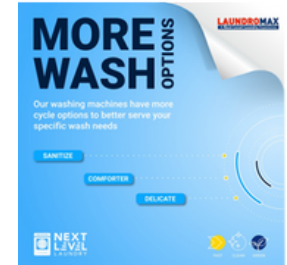 MORE
WASH
OPTIONS
LAUNDROMAX
Our washing machines have more
cycle options to better serve your
specific wash needs
SANITIZE
COMFORTER
DELICATE
NEXT
LEVEL
LAUNDRY